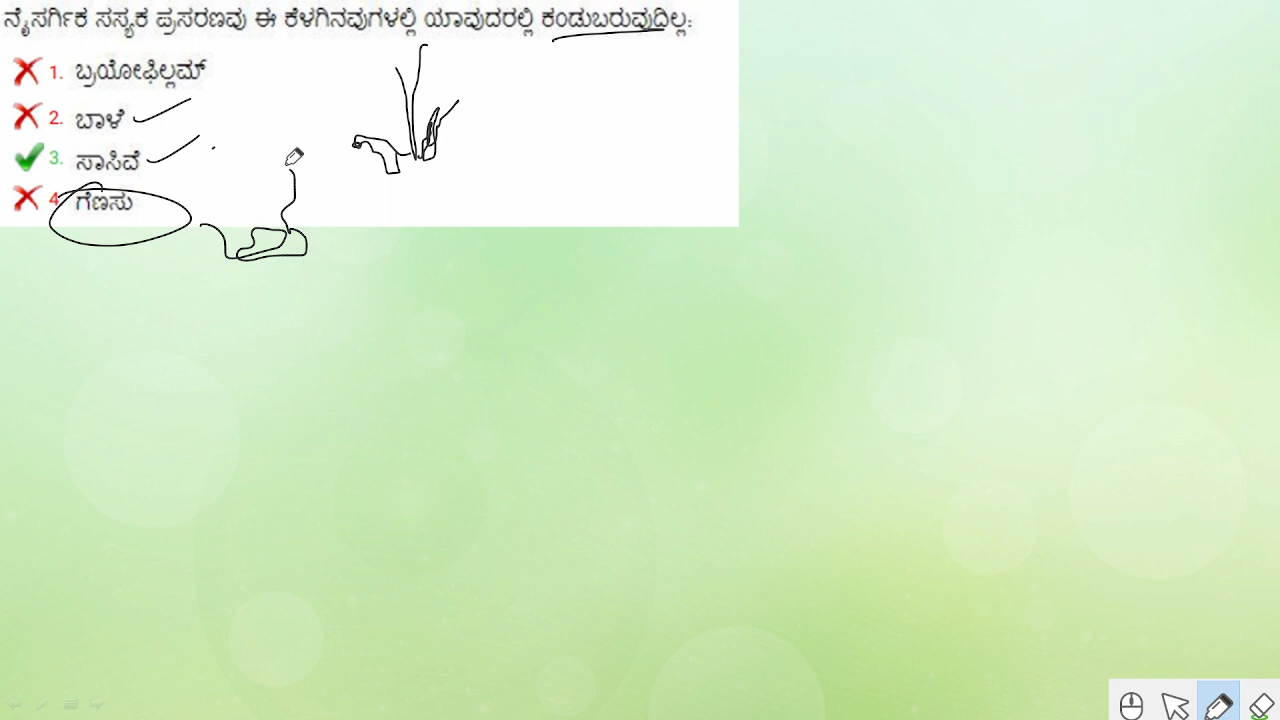 ನೈಸರ್ಗಿಕ ಸಸ್ಯಕ ಪ್ರಸರಣವು ಈ ಕೆಳಗಿನವುಗಳಲ್ಲಿ ಯಾವುದರಲ್ಲಿ ಕಂಡುಬರುವುದಿಲ್ಲ:
1. ಬ್ರಯೋಫಿಲ್ಲಮ್
2. ಬಾಳೆ
3. ಸಾಸಿವೆ
4. ಗೆಣಸು